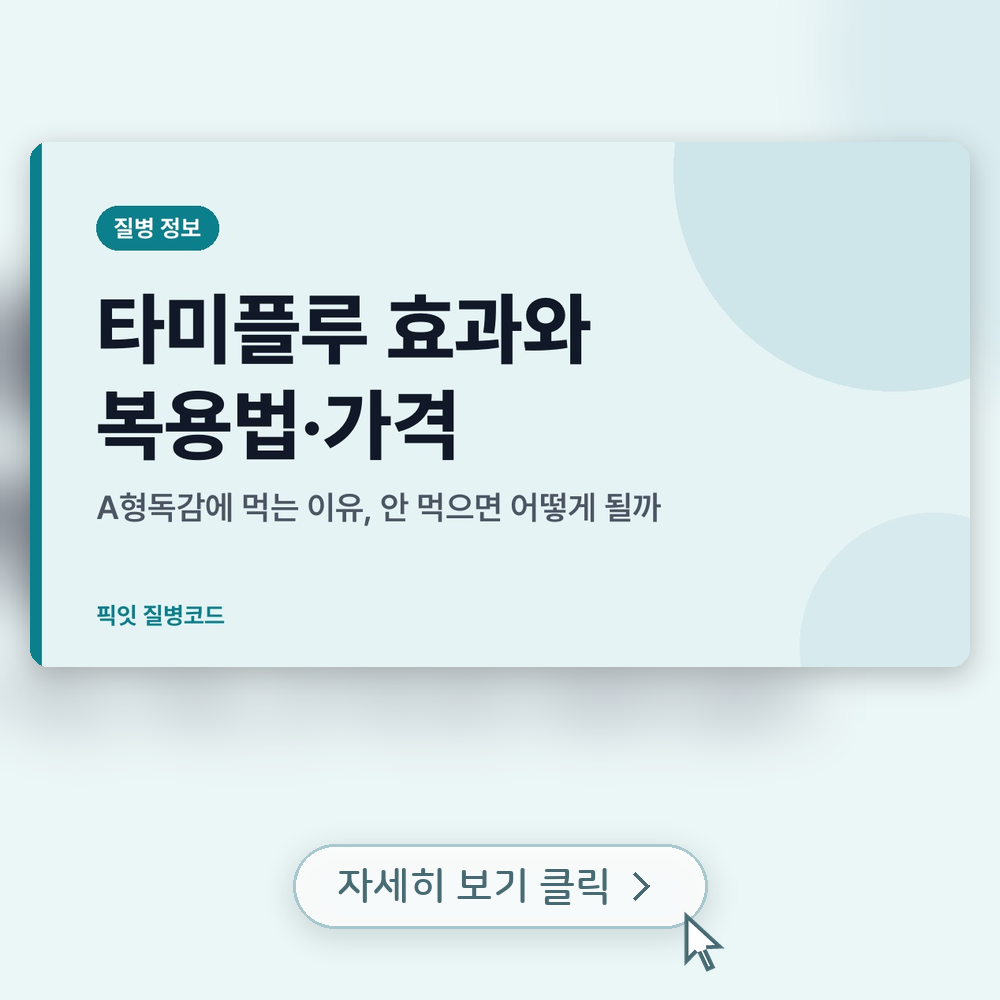 질병 정보
타미플루 효과와
복용법·가격
A형독감에 먹는 이유, 안 먹으면 어떻게 될까
픽잇 질병코드
자세히 보기 클릭